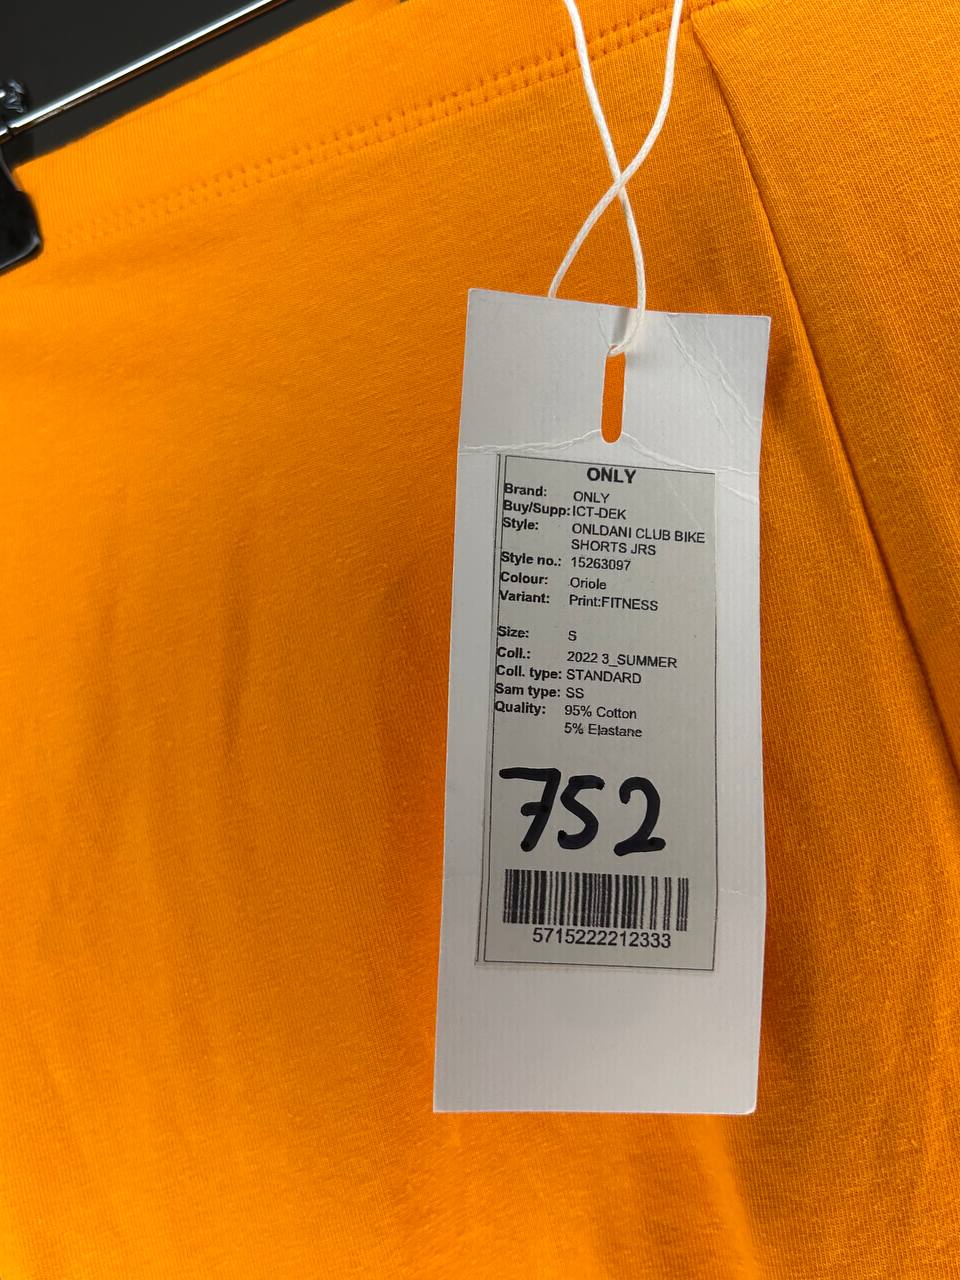 ONLY
Brand: ONLY
Buy/Supp: ICT-DEK
Style: ONLDANI CLUB BIKE
SHORTS JRS
Style no.: 15263097
Colour: Oriole
Variant: Print:FITNESS
Size: S
Coll.: 2022 3_SUMMER
Coll. type: STANDARD
Sam type: SS
Quality: 95% Cotton
5% Elastane
752
5715222212333